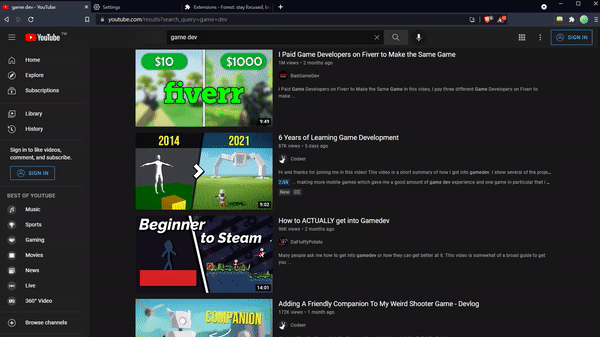 game dev - YouTube
Settings
Extensions - Forest: stay focused, b
youtube.com/results?search_query=game+dev
YouTube TW
game dev
SIGN IN
Home
Explore
Subscriptions
Library
History
Sign in to like videos,
comment, and subscribe.
SIGN IN
BEST OF YOUTUBE
Music
Sports
Gaming
Movies
News
Live
360° Video
Browse channels
$10
$1000
fiverr
9:49
I Paid Game Developers on Fiverr to Make the Same Game
1M views • 2 months ago
BadGameDev
I Paid Game Developers on Fiverr to Make the Same Game in this video, I pay three different Game Developers on Fiverr to
make ...
2014
2021
9:02
6 Years of Learning Game Development
87K views • 5 days ago
Codeer
Hi and thanks for joining me in this video! This video is a short summary of how I got into gamedev. I show several of the proje...
... making more mobile games which gave me a good amount of game dev experience and one game in particular that i ...
New
CC
Beginner
to Steam
14:01
How to ACTUALLY get into Gamedev
96K views • 2 months ago
DaFluffyPotato
Many people ask me how to get into gamedev or how they can get better at it. This video is somewhat of a broad guide to get
you ...
COMPANION
Adding A Friendly Companion To My Weird Shooter Game - Devlog
172K views • 1 month ago
Codeer